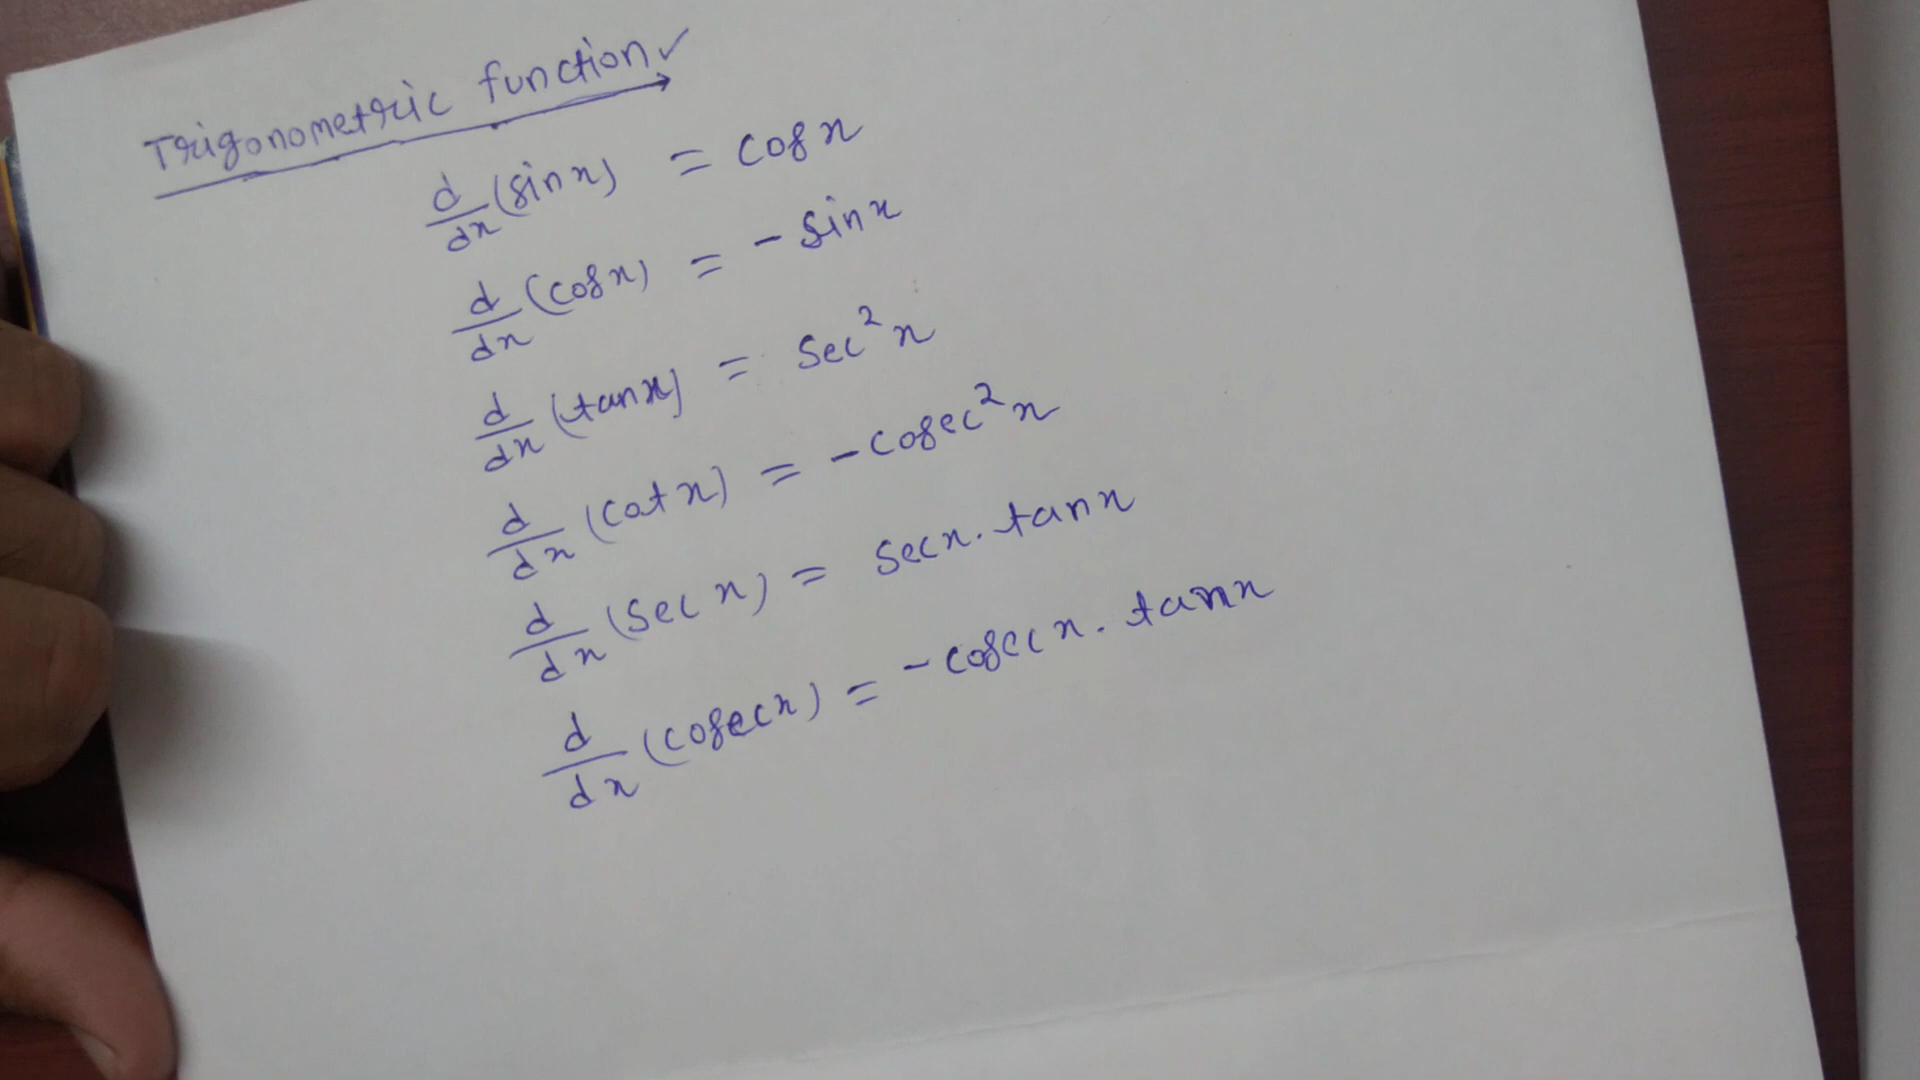 Trigonometric function ✓
d/dx (sin x) = cos x
d/dx (cos x) = - sin x
d/dx (tan x) = Sec² x
d/dx (cot x) = - cosec² x
d/dx (Sec x) = Sec x . tan x
d/dx (cosec x) = - cosec x . tan x